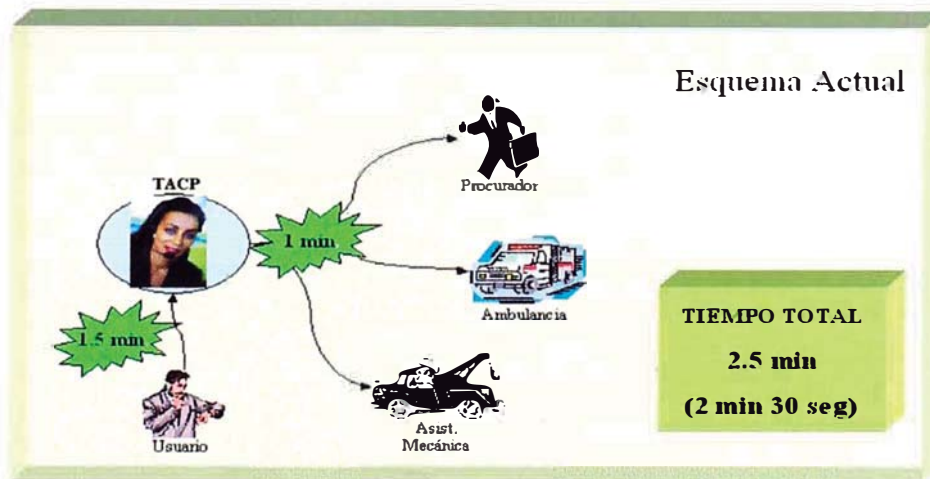 Esquema Actual
Procurador
TACP
1 min
Ambulancia
1.5 min
Usuario
Asist.
Mecánica
TIEMPO TOTAL
2.5 min
(2 min 30 seg)